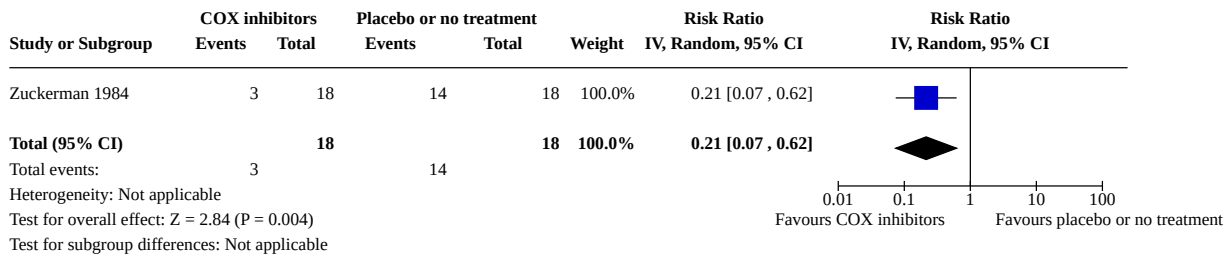 COX inhibitors Placebo or no treatment Risk Ratio Risk Ratio
Study or Subgroup Events Total Events Total Weight IV, Random, 95% CI IV, Random, 95% CI
Zuckerman 1984 3 18 14 18 100.0% 0.21 [0.07 , 0.62]
Total (95% CI) 18 18 100.0% 0.21 [0.07 , 0.62]
Total events: 3 14
Heterogeneity: Not applicable
0.01 0.1 1 10 100
Test for overall effect: Z = 2.84 (P = 0.004) Favours COX inhibitors Favours placebo or no treatment
Test for subgroup differences: Not applicable